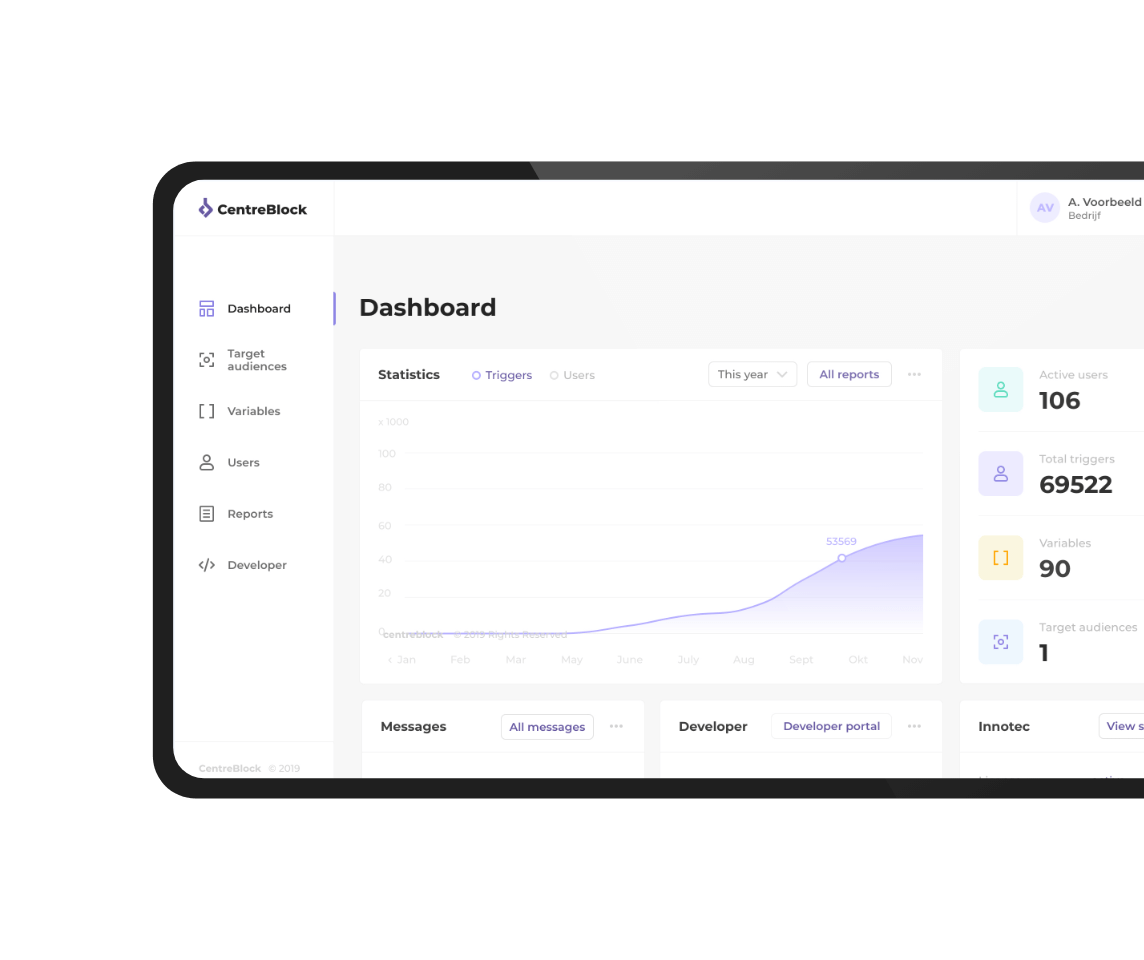 CentreBlock
AV
A. Voorbeeld
Bedrijf
Dashboard
Target
audiences
Variables
Users
Reports
Developer
CentreBlock © 2019
Dashboard
Statistics
Triggers
Users
This year
All reports
x 1000
100
80
60
40
20
0
53569
centreblock © 2019 Rights Reserved
‹ Jan Feb Mar May June July Aug Sept Okt Nov
Active users
106
Total triggers
69522
Variables
90
Target audiences
1
Messages
All messages
Developer
Developer portal
Innotec
View s